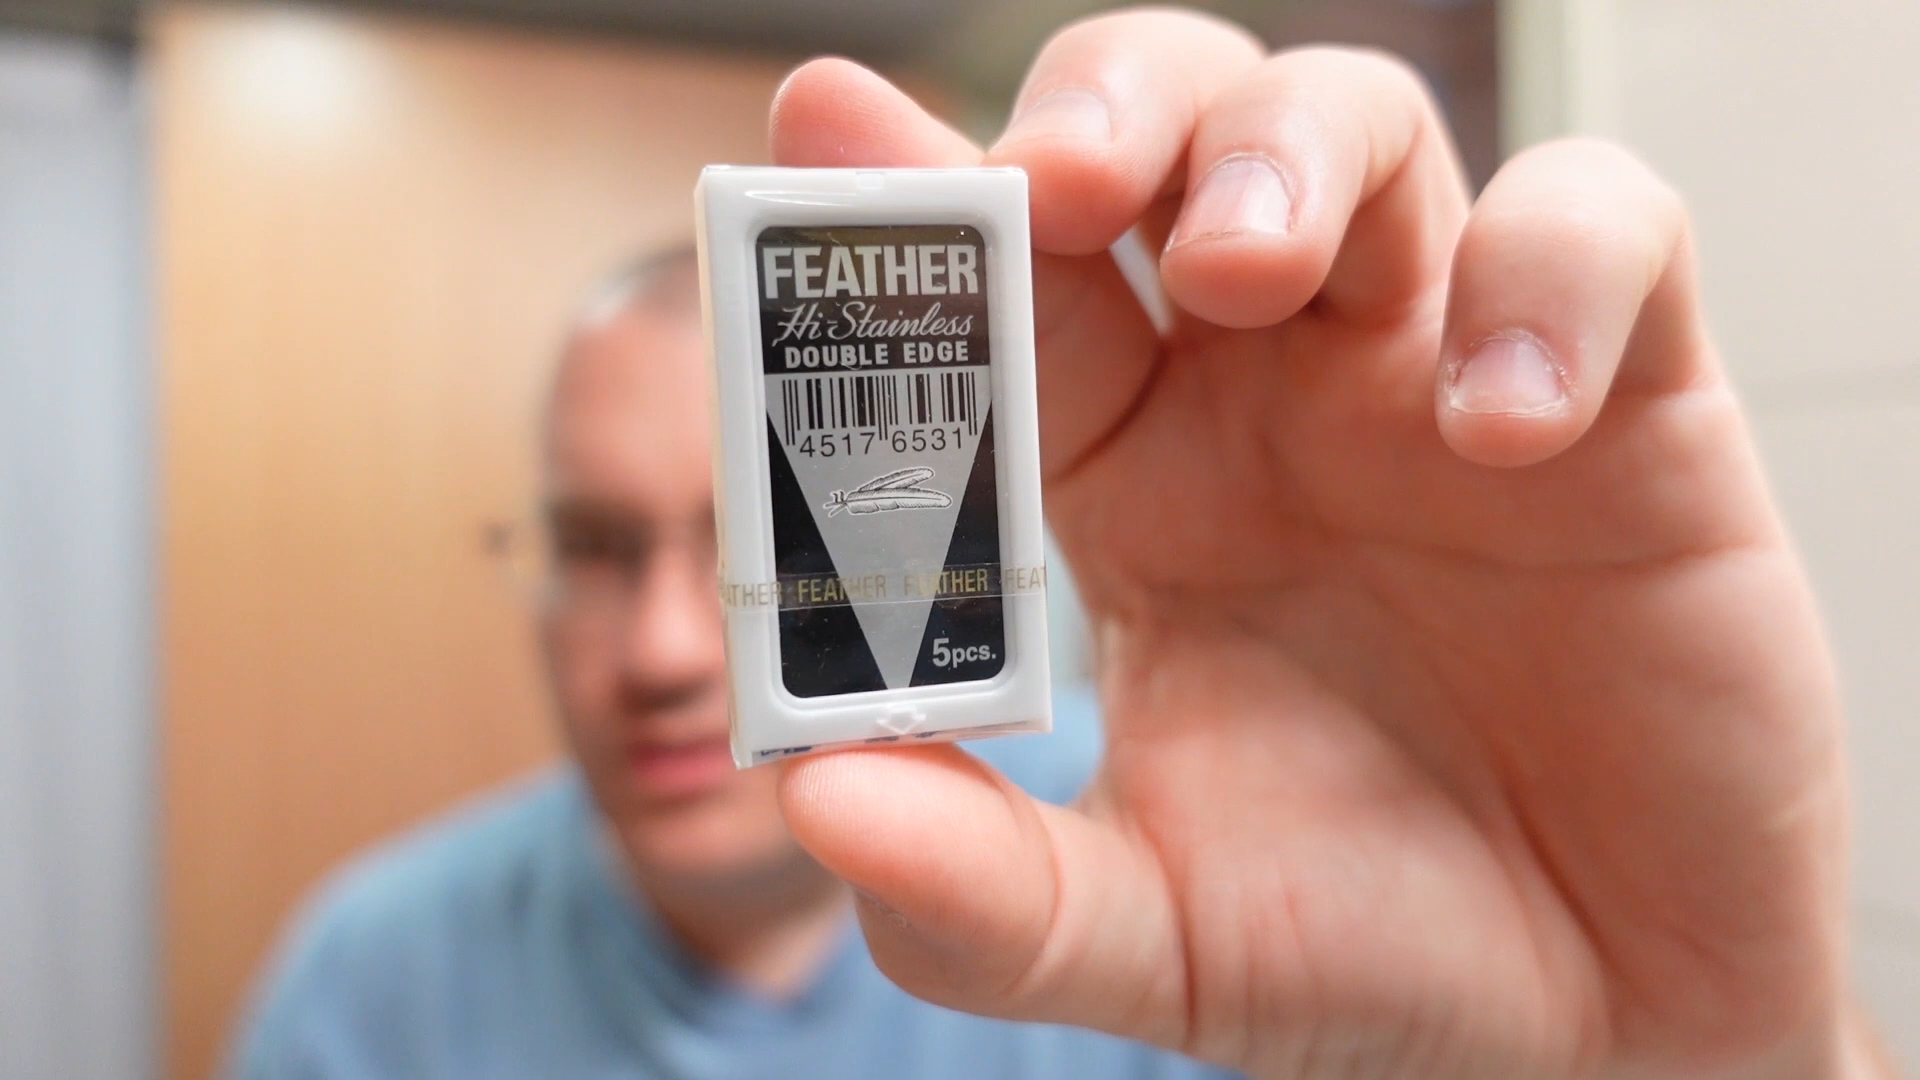 FEATHER
Hi-Stainless
DOUBLE EDGE
4517 6531
ATHER FEATHER FEATHER FEAT
5pcs.